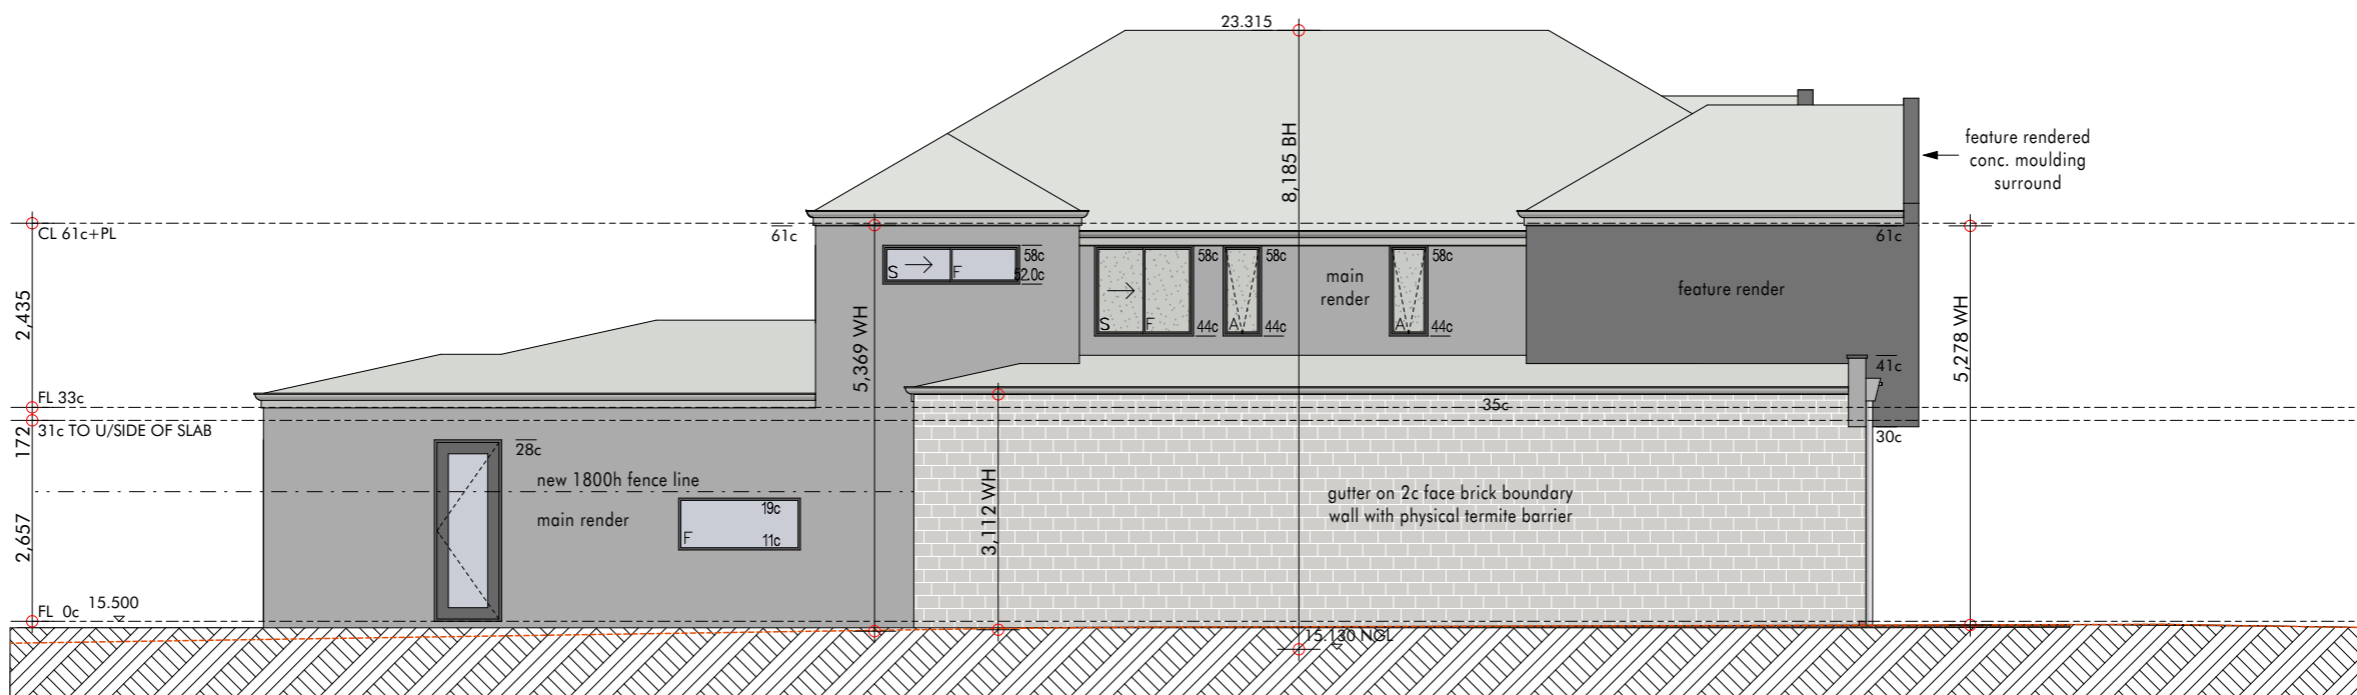 23.315
8,185 BH
feature rendered
conc. moulding
surround
CL 61c+PL
61c
61c
2,435
5,369 WH
S
F
58c
52.0c
S
F
58c
44c
A
58c
44c
main
render
A
58c
44c
feature render
5,278 WH
41c
FL 33c
35c
31c TO U/SIDE OF SLAB
172
30c
28c
new 1800h fence line
main render
19c
F
11c
3,112 WH
gutter on 2c face brick boundary
wall with physical termite barrier
2,657
FL 0c
15.500
15.130 NGL